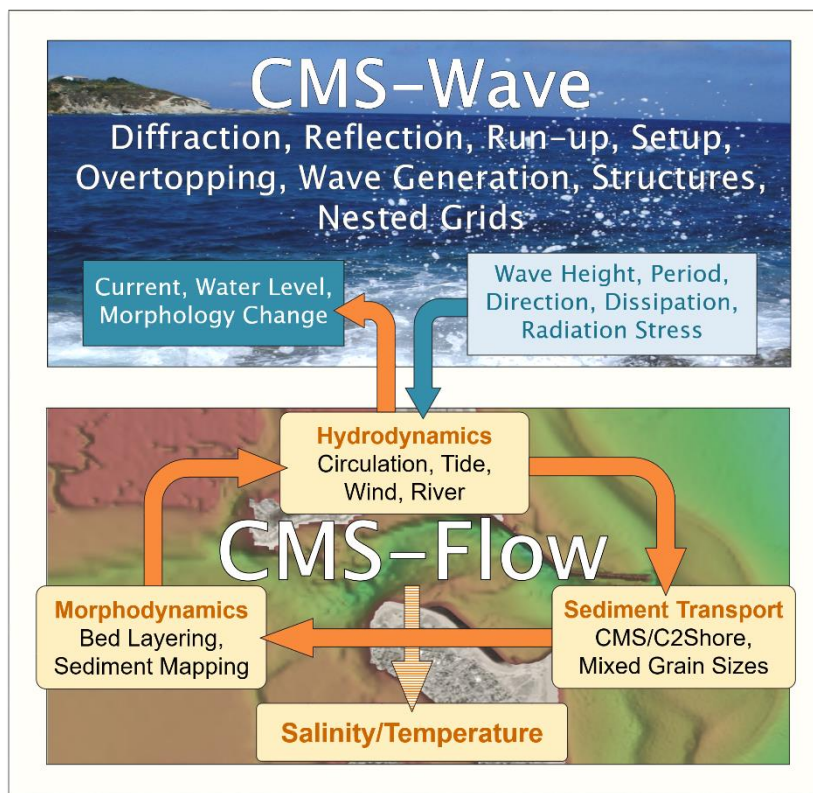 CMS-Wave
Diffraction, Reflection, Run-up, Setup,
Overtopping, Wave Generation, Structures,
Nested Grids
Current, Water Level,
Morphology Change
Wave Height, Period,
Direction, Dissipation,
Radiation Stress
Hydrodynamics
Circulation, Tide,
Wind, River
CMS-Flow
Morphodynamics
Bed Layering,
Sediment Mapping
Sediment Transport
CMS/C2Shore,
Mixed Grain Sizes
Salinity/Temperature